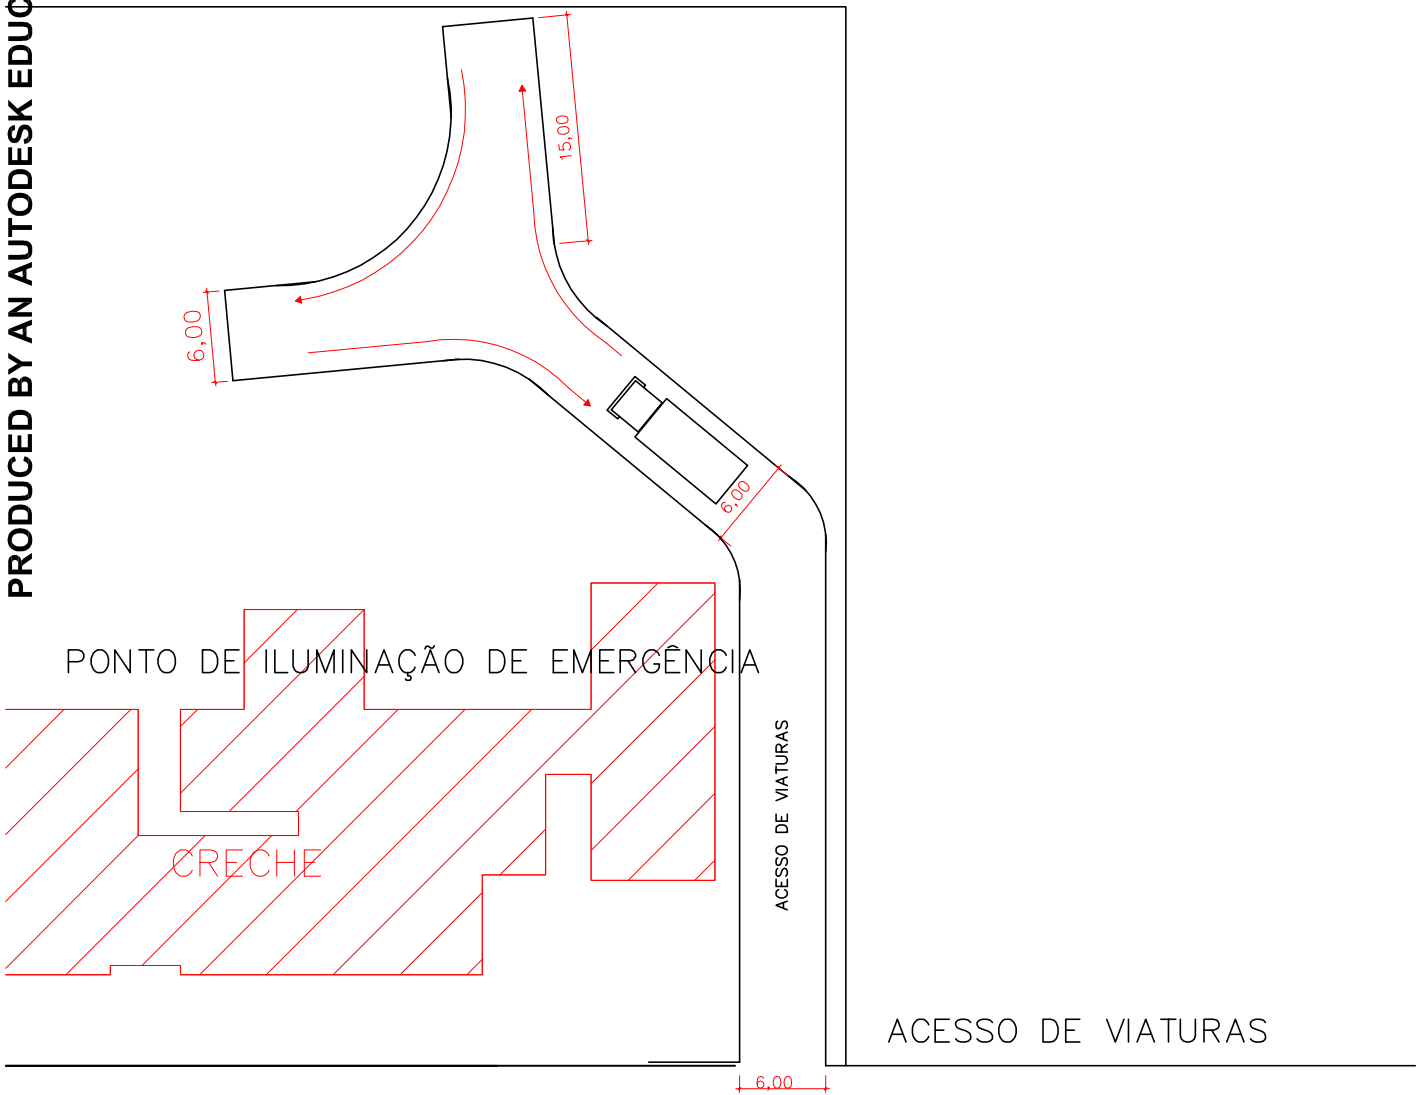 PRODUCED BY AN AUTODESK EDUC
15,00
6,00
6,00
PONTO DE ILUMINAÇÃO DE EMERGÊNCIA
ACESSO DE VIATURAS
CRECHE
ACESSO DE VIATURAS
6,00